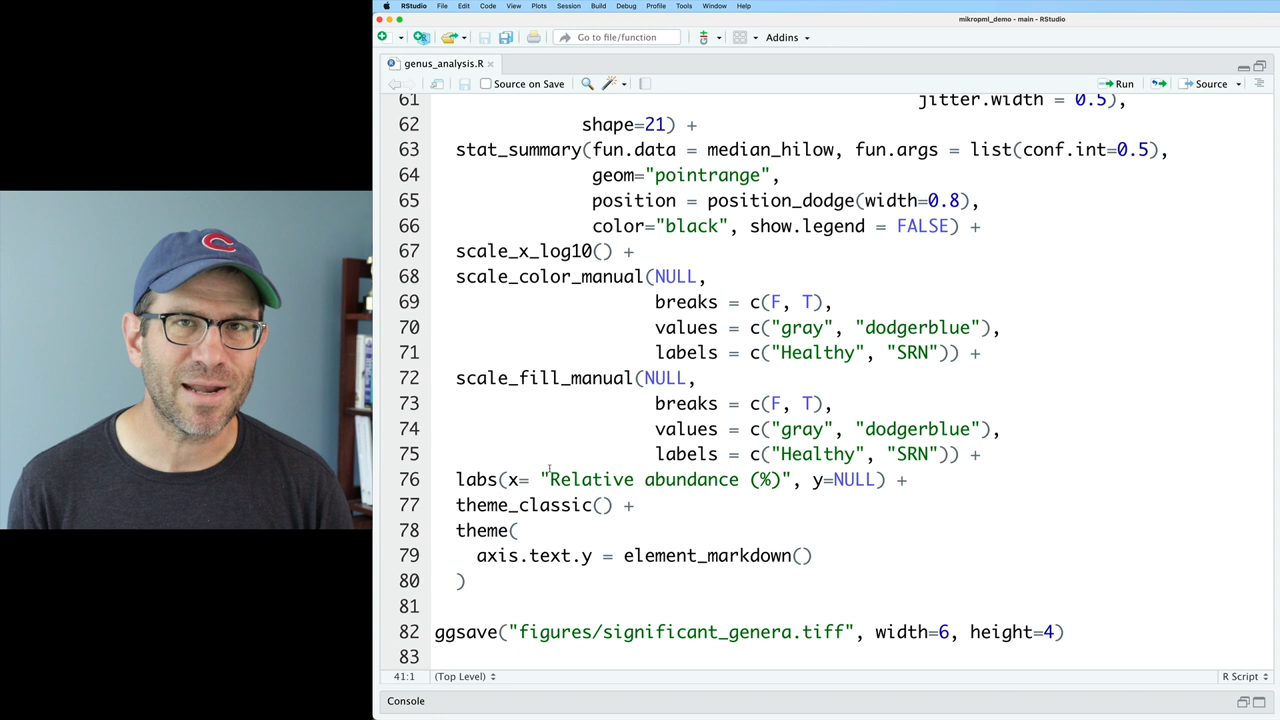 RStudio File Edit Code View Plots Session Build Debug Profile Tools Window Help
mikropml_demo - main - RStudio
Go to file/function Addins
genus_analysis.R
Source on Save Run Source
61 jitter.width = 0.5),
62 shape=21) +
63 stat_summary(fun.data = median_hilow, fun.args = list(conf.int=0.5),
64 geom="pointrange",
65 position = position_dodge(width=0.8),
66 color="black", show.legend = FALSE) +
67 scale_x_log10() +
68 scale_color_manual(NULL,
69 breaks = c(F, T),
70 values = c("gray", "dodgerblue"),
71 labels = c("Healthy", "SRN")) +
72 scale_fill_manual(NULL,
73 breaks = c(F, T),
74 values = c("gray", "dodgerblue"),
75 labels = c("Healthy", "SRN")) +
76 labs(x= "Relative abundance (%)", y=NULL) +
77 theme_classic() +
78 theme(
79 axis.text.y = element_markdown()
80 )
81
82 ggsave("figures/significant_genera.tiff", width=6, height=4)
83
41:1 (Top Level) R Script
Console